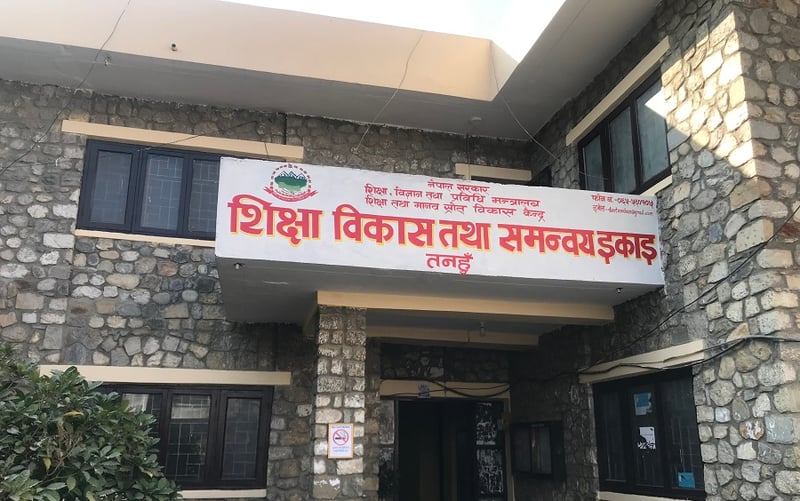 नेपाल सरकार
शिक्षा, विज्ञान तथा प्रविधि मन्त्रालय
शिक्षा तथा मानव स्रोत विकास केन्द्र
शिक्षा विकास तथा समन्वय इकाइ
तनहुँ
फोन नं.